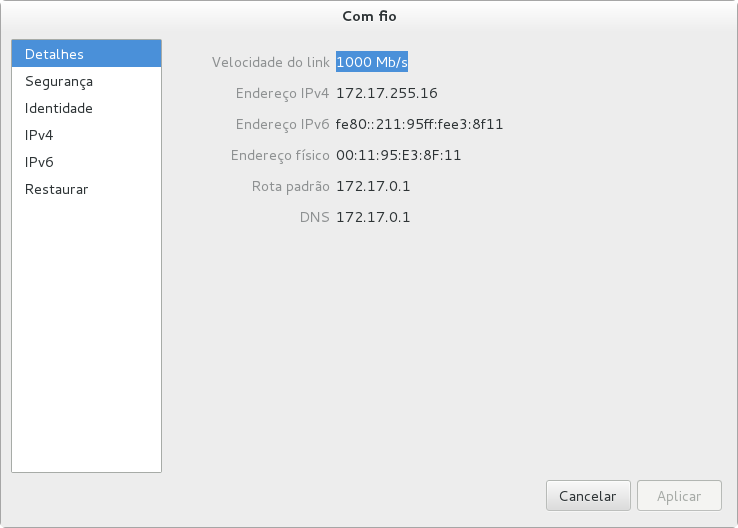 Com fio
Detalhes
Segurança
Identidade
IPv4
IPv6
Restaurar
Velocidade do link 1000 Mb/s
Endereço IPv4 172.17.255.16
Endereço IPv6 fe80::211:95ff:fee3:8f11
Endereço físico 00:11:95:E3:8F:11
Rota padrão 172.17.0.1
DNS 172.17.0.1
Cancelar
Aplicar